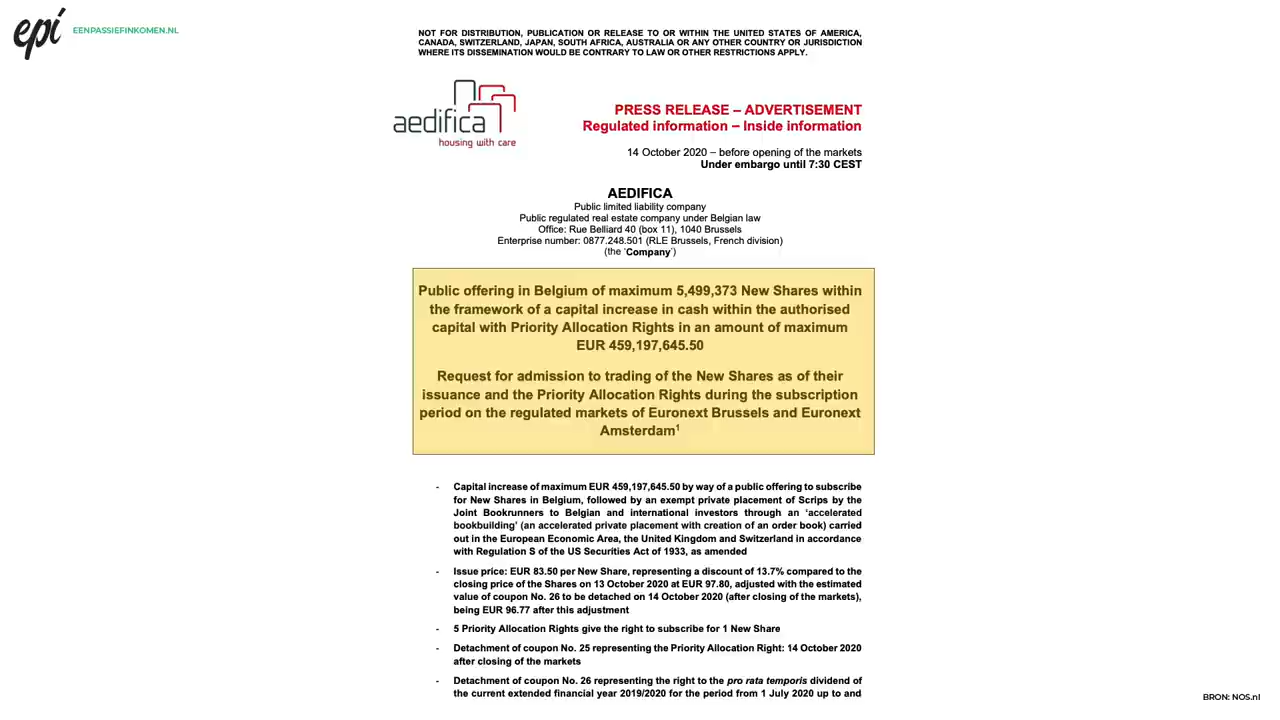 epi
EENPASSIEFINKOMEN.NL
NOT FOR DISTRIBUTION, PUBLICATION OR RELEASE TO OR WITHIN THE UNITED STATES OF AMERICA,
CANADA, SWITZERLAND, JAPAN, SOUTH AFRICA, AUSTRALIA OR ANY OTHER COUNTRY OR JURISDICTION
WHERE ITS DISSEMINATION WOULD BE CONTRARY TO LAW OR OTHER RESTRICTIONS APPLY.
aedifica
housing with care
PRESS RELEASE – ADVERTISEMENT
Regulated information – Inside information
14 October 2020 – before opening of the markets
Under embargo until 7:30 CEST
AEDIFICA
Public limited liability company
Public regulated real estate company under Belgian law
Office: Rue Belliard 40 (box 11), 1040 Brussels
Enterprise number: 0877.248.501 (RLE Brussels, French division)
(the 'Company')
Public offering in Belgium of maximum 5,499,373 New Shares within
the framework of a capital increase in cash within the authorised
capital with Priority Allocation Rights in an amount of maximum
EUR 459,197,645.50
Request for admission to trading of the New Shares as of their
issuance and the Priority Allocation Rights during the subscription
period on the regulated markets of Euronext Brussels and Euronext
Amsterdam¹
- Capital increase of maximum EUR 459,197,645.50 by way of a public offering to subscribe
for New Shares in Belgium, followed by an exempt private placement of Scrips by the
Joint Bookrunners to Belgian and international investors through an 'accelerated
bookbuilding' (an accelerated private placement with creation of an order book) carried
out in the European Economic Area, the United Kingdom and Switzerland in accordance
with Regulation S of the US Securities Act of 1933, as amended
- Issue price: EUR 83.50 per New Share, representing a discount of 13.7% compared to the
closing price of the Shares on 13 October 2020 at EUR 97.80, adjusted with the estimated
value of coupon No. 26 to be detached on 14 October 2020 (after closing of the markets),
being EUR 96.77 after this adjustment
- 5 Priority Allocation Rights give the right to subscribe for 1 New Share
- Detachment of coupon No. 25 representing the Priority Allocation Right: 14 October 2020
after closing of the markets
- Detachment of coupon No. 26 representing the right to the pro rata temporis dividend of
the current extended financial year 2019/2020 for the period from 1 July 2020 up to and
BRON: NOS.nl